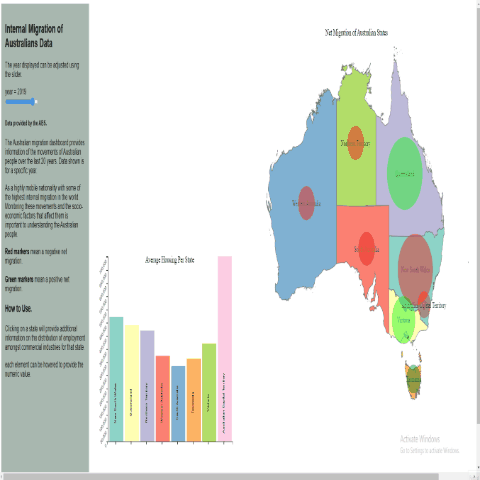 Internal Migration of
Australians Data
The year displayed can be adjusted using
the slider.
year = 2016
Data provided by the ABS.
The Australian migration dashboard provides
information of the movements of Australian
people over the last 20 years. Data shown is
for a specific year.
As a highly mobile nationality with some of
the highest internal migration in the world.
Monitoring these movements and the socio-
economic factors that affect them is
important to understanding the Australian
people.
Red markers mean a negative net
migration.
Green markers mean a positive net
migration.
How to Use.
Clicking on a state will provide additional
information on the distribution of employment
amongst commercial industries for that state
each element can be hovered to provide the
numeric value
Net Migration of Australian States
Northern Territory
Queensland
Western Australia
New South Wales
Victoria
Average Housing Per State
New South Wales
Queensland
Northern Territory
Western Australia
South Australia
Tasmania
Victoria
Australian Capital Territory
Activate Windows
Go to Settings to activate Windows.